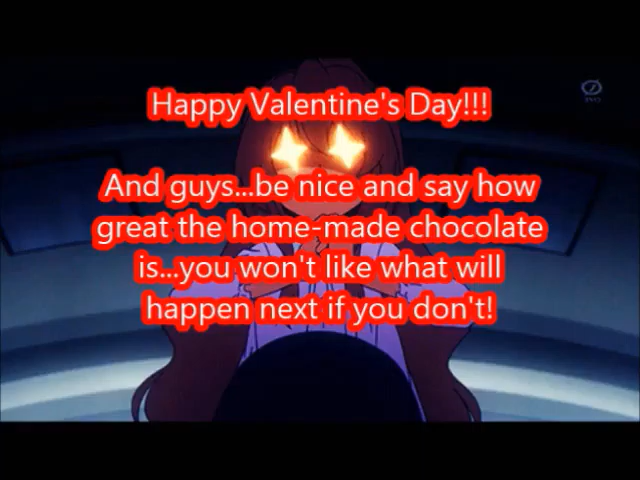 Happy Valentine's Day!!!
And guys...be nice and say how
great the home-made chocolate
is...you won't like what will
happen next if you don't!